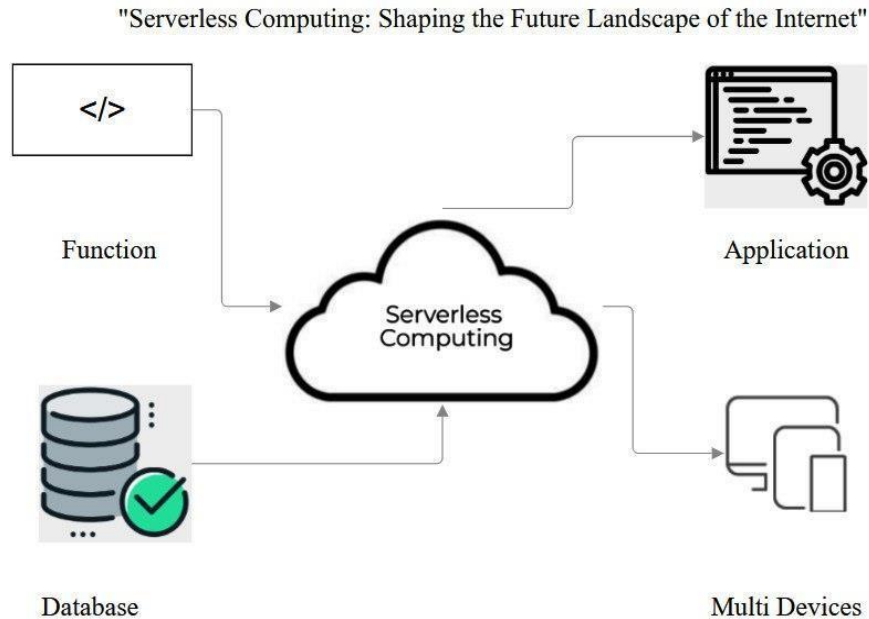 "Serverless Computing: Shaping the Future Landscape of the Internet"
</>
Function
Application
Serverless
Computing
Database
Multi Devices